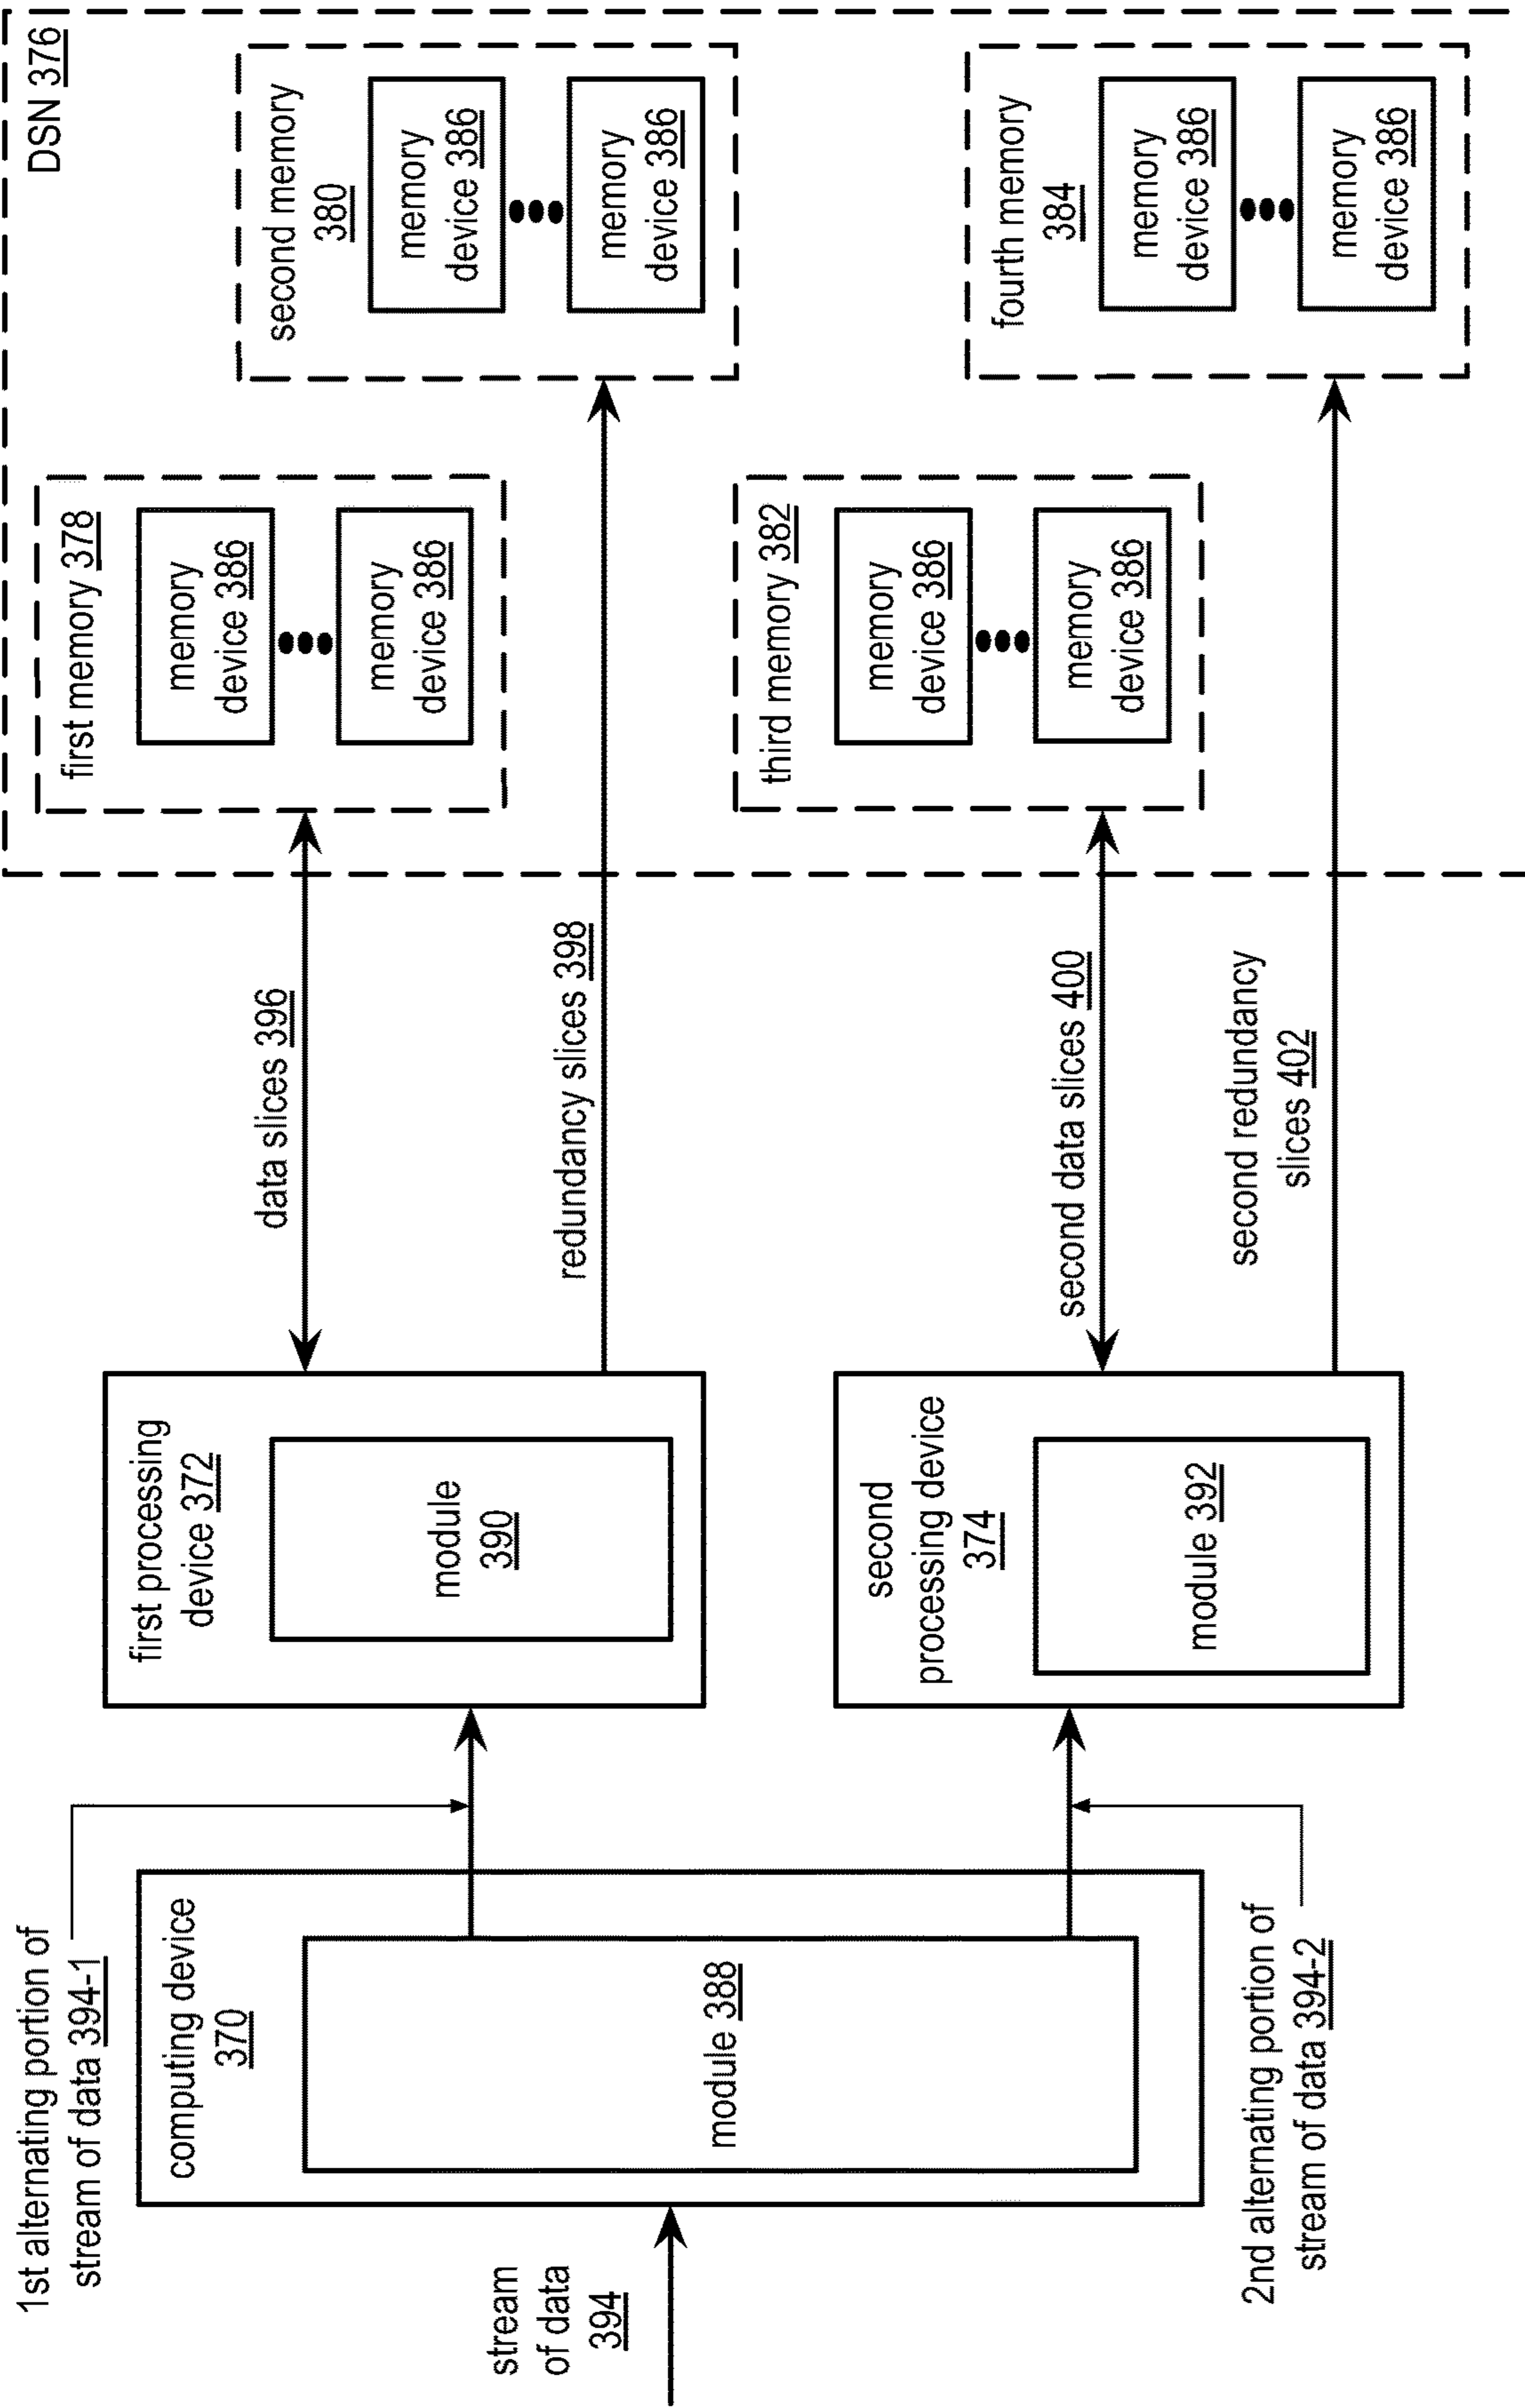 1st alternating portion of
stream of data 394-1
computing device
370
module 388
stream
of data
394
2nd alternating portion of
stream of data 394-2
first processing
device 372
module
390
second
processing device
374
module 392
data slices 396
redundancy slices 398
second data slices 400
second redundancy
slices 402
DSN 376
first memory 378
memory
device 386
memory
device 386
second memory
380
memory
device 386
memory
device 386
third memory 382
memory
device 386
memory
device 386
fourth memory
384
memory
device 386
memory
device 386